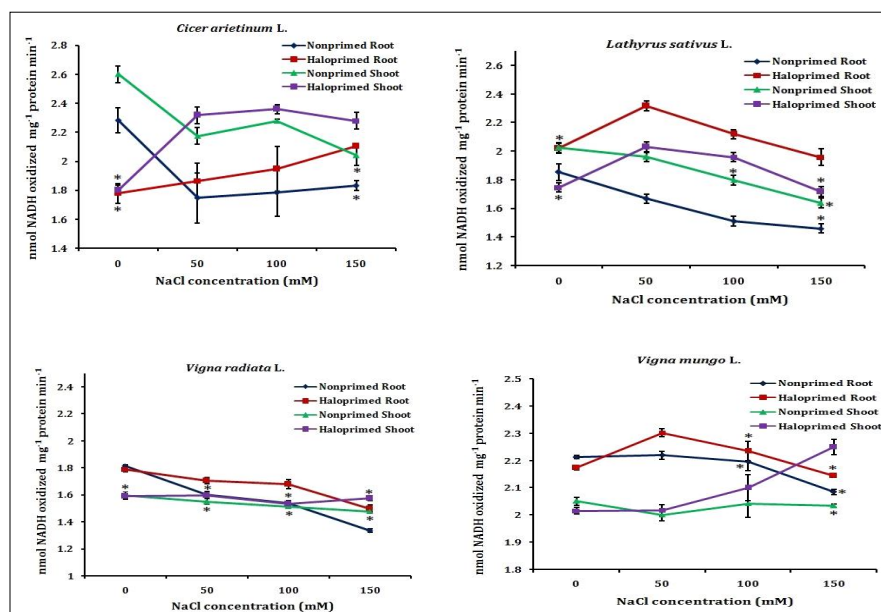 Cicer arietinum L.
nmol NADH oxidized mg-1 protein min-1
2.8
2.6
2.4
2.2
2
1.8
1.6
1.4
Nonprimed Root
Haloprimed Root
Nonprimed Shoot
Haloprimed Shoot
*
*
*
*
0 50 100 150
NaCl concentration (mM)
Lathyrus sativus L.
nmol NADH oxidized mg-1 protein min-1
2.6
2.4
2.2
2
1.8
1.6
1.4
1.2
Nonprimed Root
Haloprimed Root
Nonprimed Shoot
Haloprimed Shoot
*
*
*
*
*
*
*
0 50 100 150
NaCl concentration (mM)
Vigna radiata L.
nmol NADH oxidized mg-1 protein min-1
2.4
2.2
2
1.8
1.6
1.4
1.2
1
Nonprimed Root
Haloprimed Root
Nonprimed Shoot
Haloprimed Shoot
*
*
*
*
*
*
*
0 50 100 150
NaCl concentration (mM)
Vigna mungo L.
nmol NADH oxidized mg-1 protein min-1
2.5
2.4
2.3
2.2
2.1
2
1.9
1.8
Nonprimed Root
Haloprimed Root
Nonprimed Shoot
Haloprimed Shoot
*
*
*
*
*
0 50 100 150
NaCl concentration (mM)